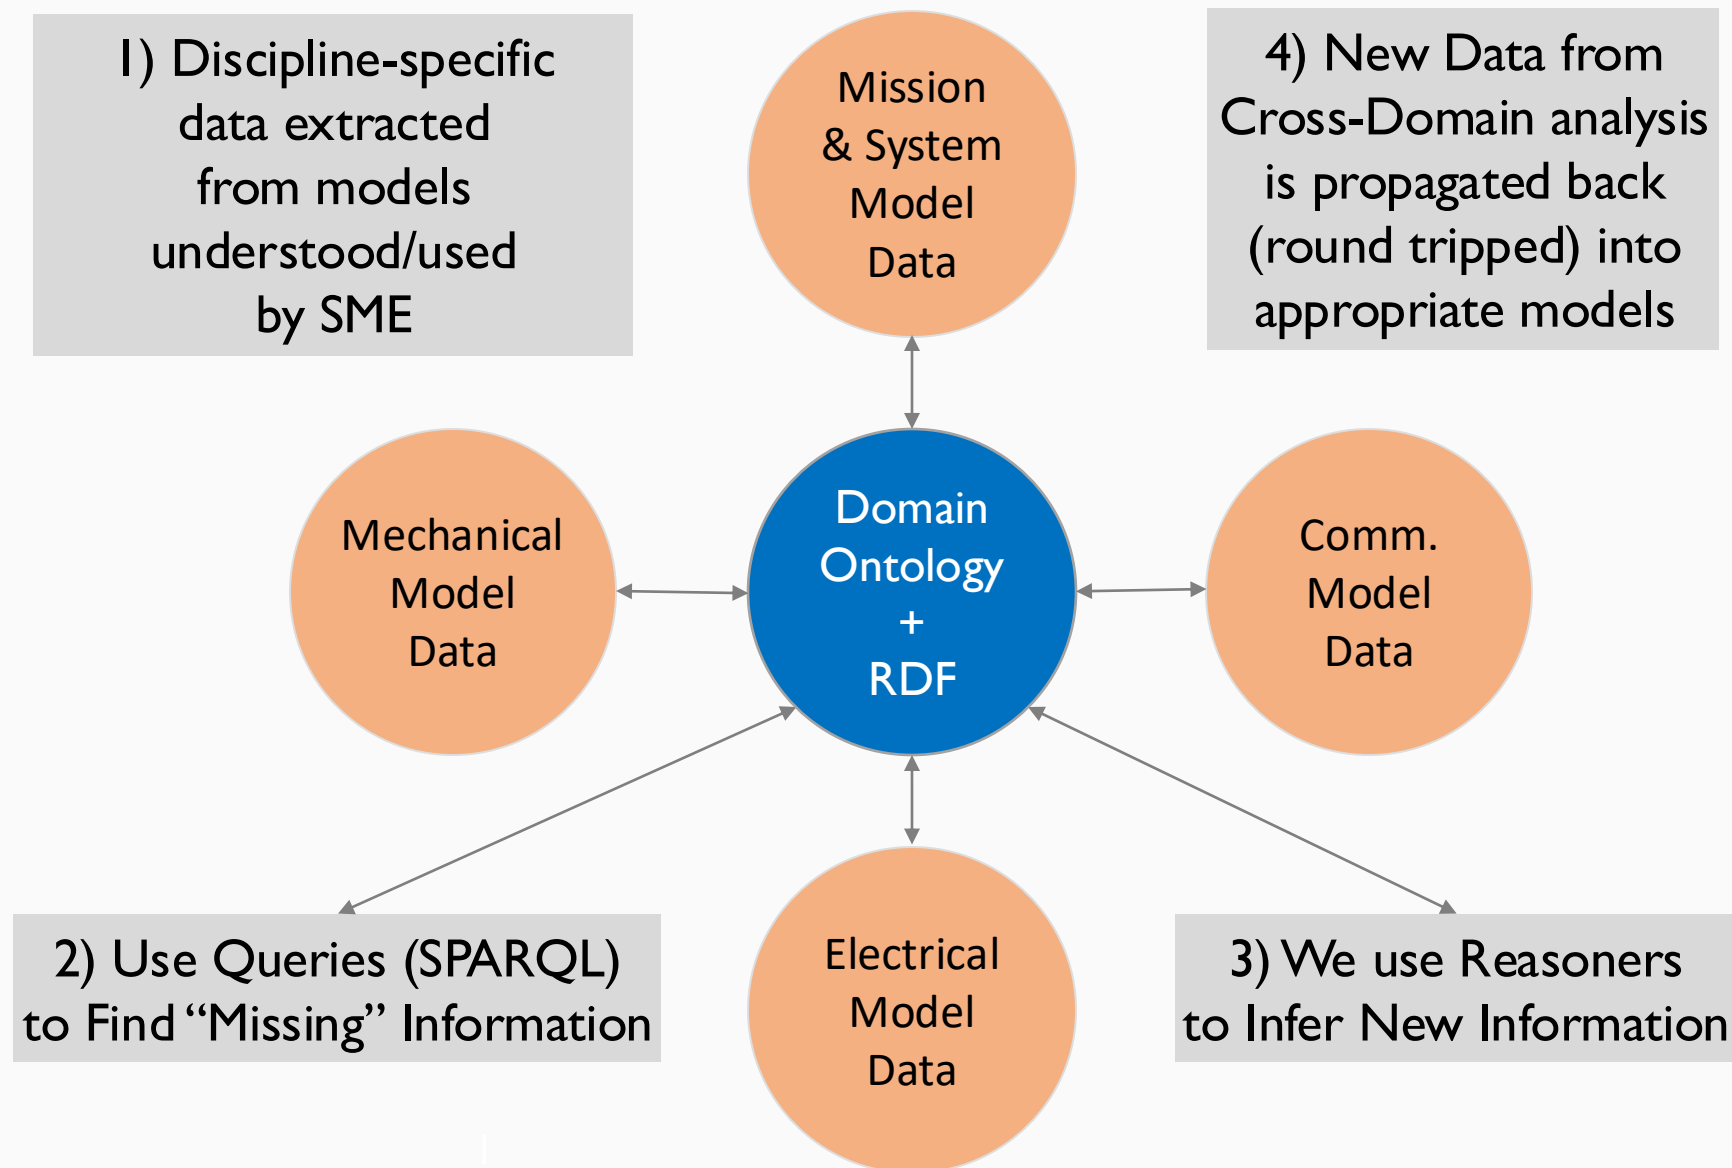 1) Discipline-specific
data extracted
from models
understood/used
by SME
Mission
& System
Model
Data
4) New Data from
Cross-Domain analysis
is propagated back
(round tripped) into
appropriate models
Mechanical
Model
Data
Domain
Ontology
+
RDF
Comm.
Model
Data
2) Use Queries (SPARQL)
to Find “Missing” Information
Electrical
Model
Data
3) We use Reasoners
to Infer New Information